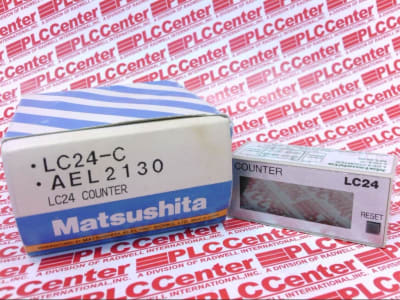 PLCCenter
A DIVISION OF RADWELL INTERNATIONAL, INC.
·LC24-C
·AEL2130
LC24 COUNTER
Matsushita
COUNTER
LC24
RESET